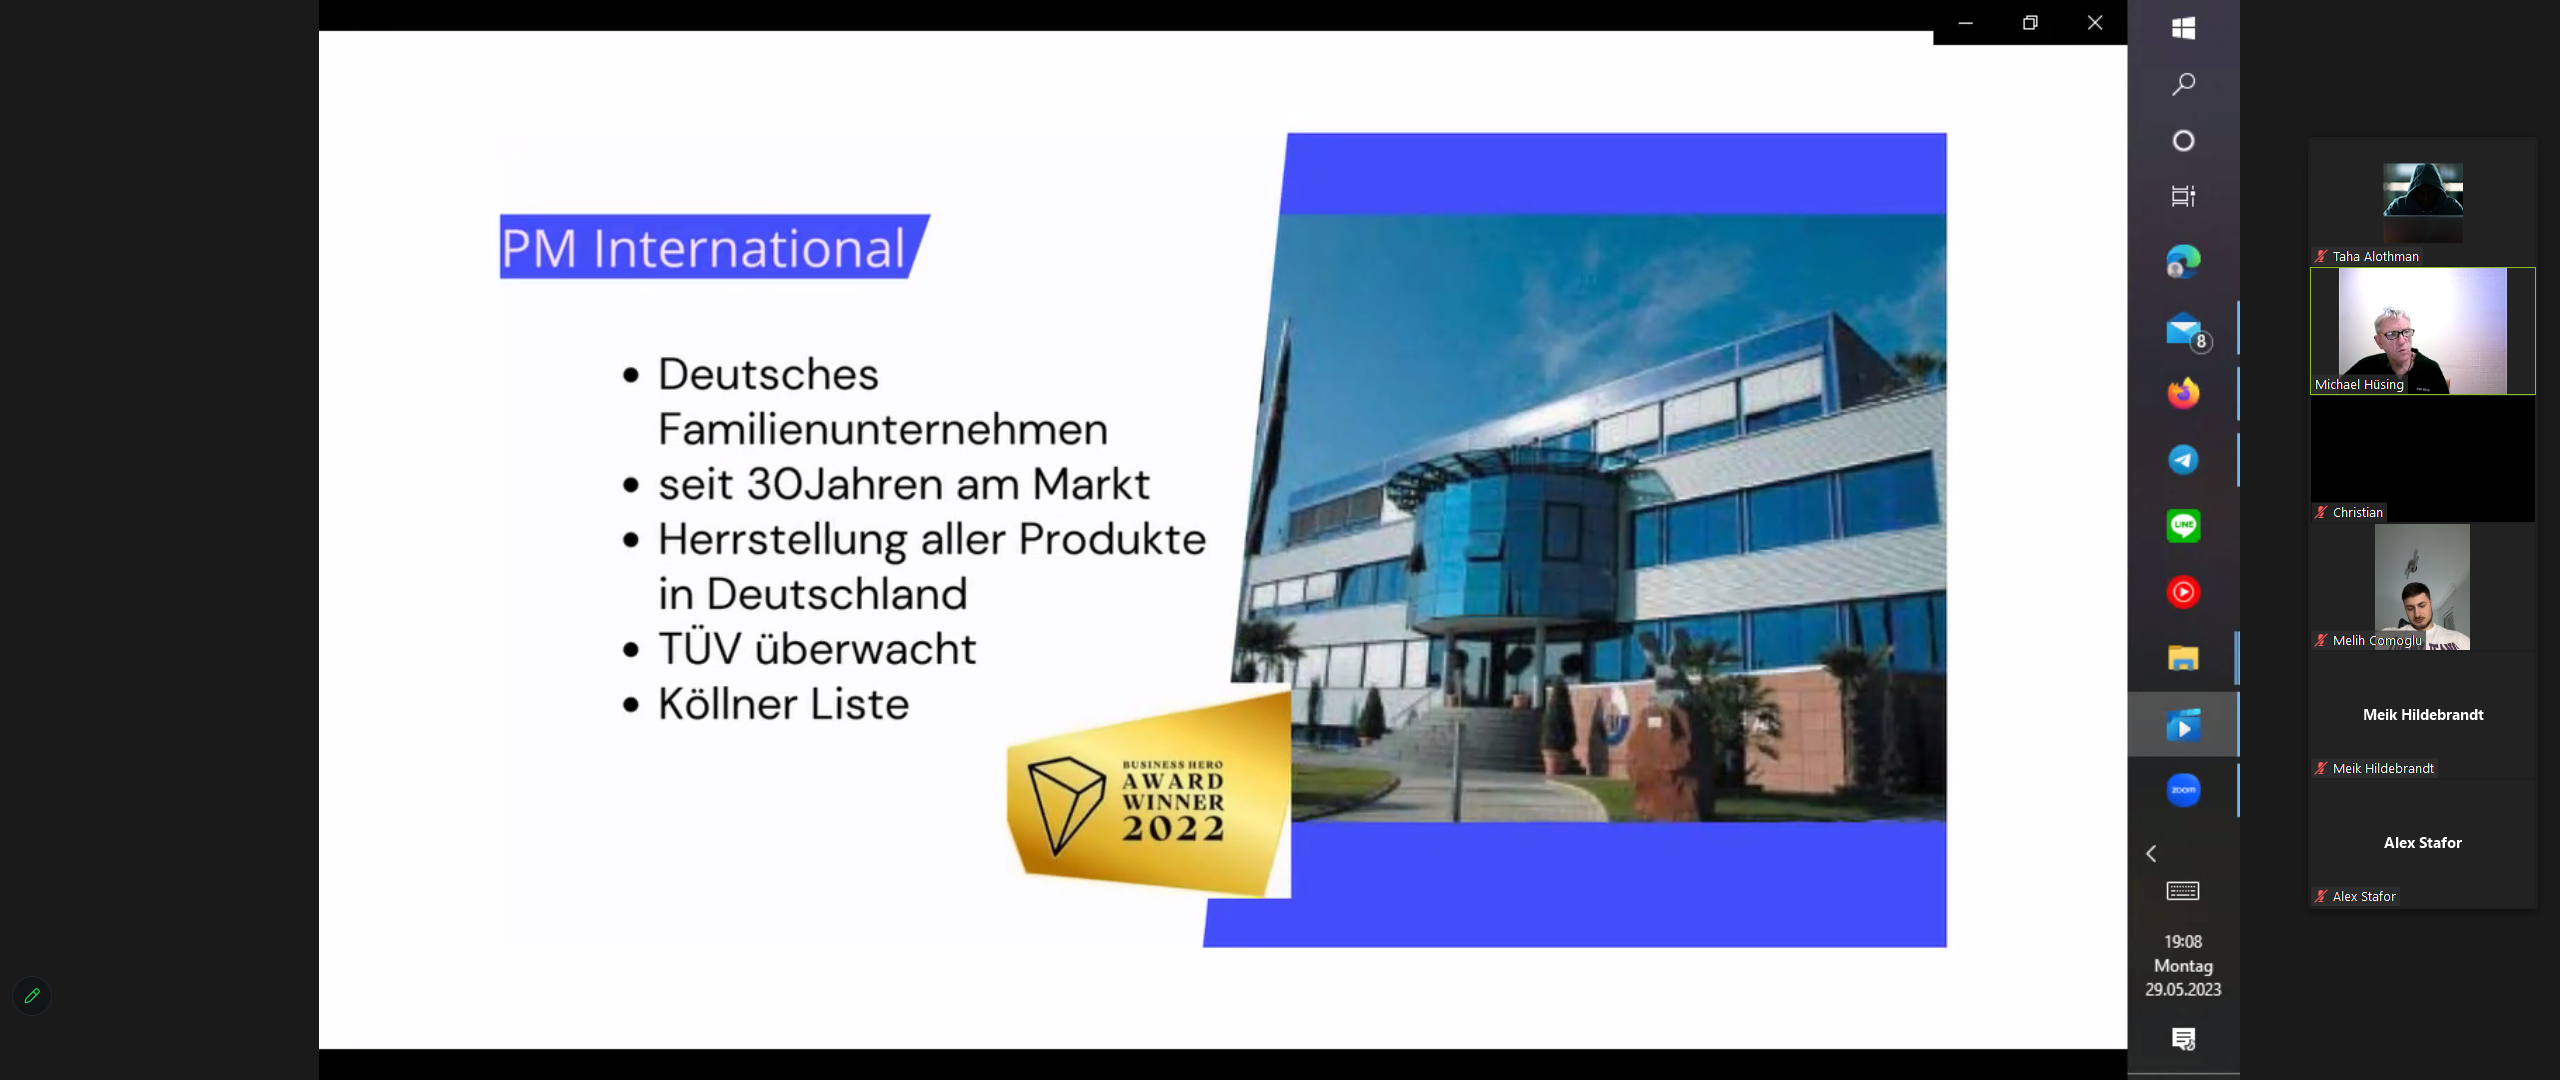 PM International
Deutsches
Familienunternehmen
seit 30Jahren am Markt
Herrstellung aller Produkte
in Deutschland
TÜV überwacht
Köllner Liste
BUSINESS HERO
AWARD
WINNER
2022
8
LINE
zoom
19:08
Montag
29.05.2023
Taha Alothman
Michael Hüsing
Christian
Melih Comoglu
Meik Hildebrandt
Meik Hildebrandt
Alex Stafor
Alex Stafor